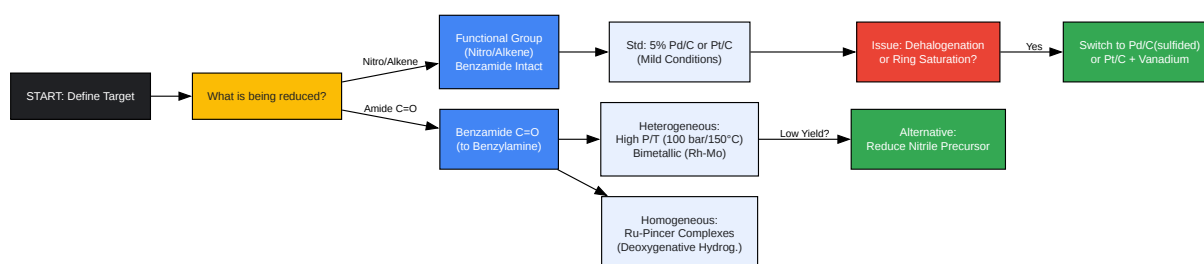 START: Define Target
What is being reduced?
Nitro/Alkene
Functional Group
(Nitro/Alkene)
Benzamide Intact
Std: 5% Pd/C or Pt/C
(Mild Conditions)
Issue: Dehalogenation
or Ring Saturation?
Yes
Switch to Pd/C(sulfided)
or Pt/C + Vanadium
Amide C=O
Benzamide C=O
(to Benzylamine)
Heterogeneous:
High P/T (100 bar/150°C)
Bimetallic (Rh-Mo)
Low Yield?
Alternative:
Reduce Nitrile Precursor
Homogeneous:
Ru-Pincer Complexes
(Deoxygenative Hydrog.)